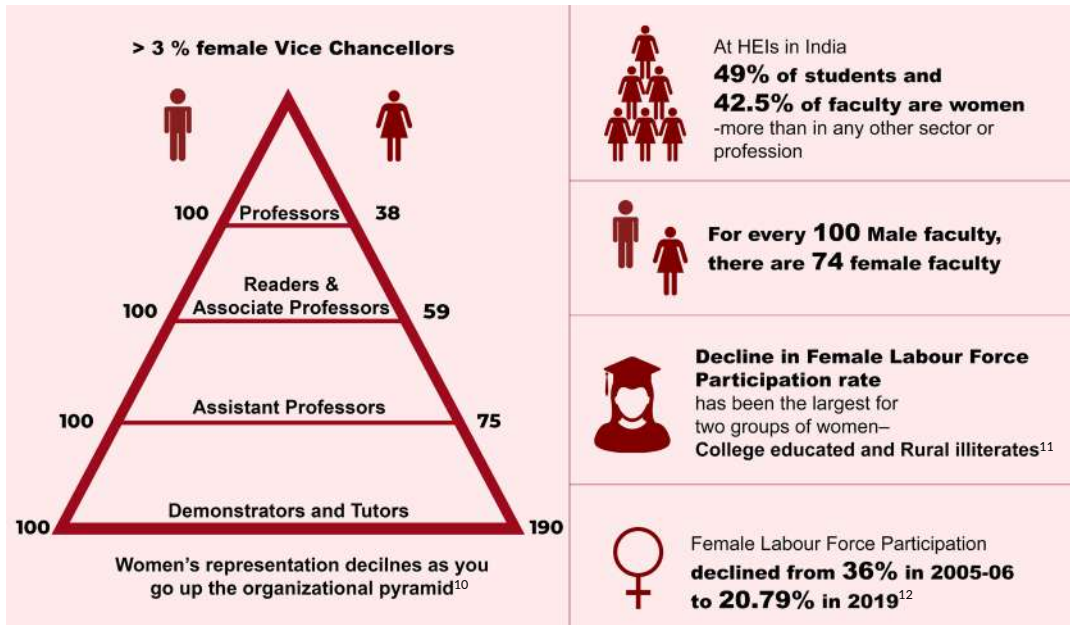 > 3 % female Vice Chancellors
100 Professors 38
Readers &
100 Associate Professors 59
Assistant Professors
100 75
Demonstrators and Tutors
100 190
Women's representation decilnes as you
go up the organizational pyramid10
At HEIs in India
49% of students and
42.5% of faculty are women
-more than in any other sector or
profession
For every 100 Male faculty,
there are 74 female faculty
Decline in Female Labour Force
Participation rate
has been the largest for
two groups of women–
College educated and Rural illiterates11
Female Labour Force Participation
declined from 36% in 2005-06
to 20.79% in 201912